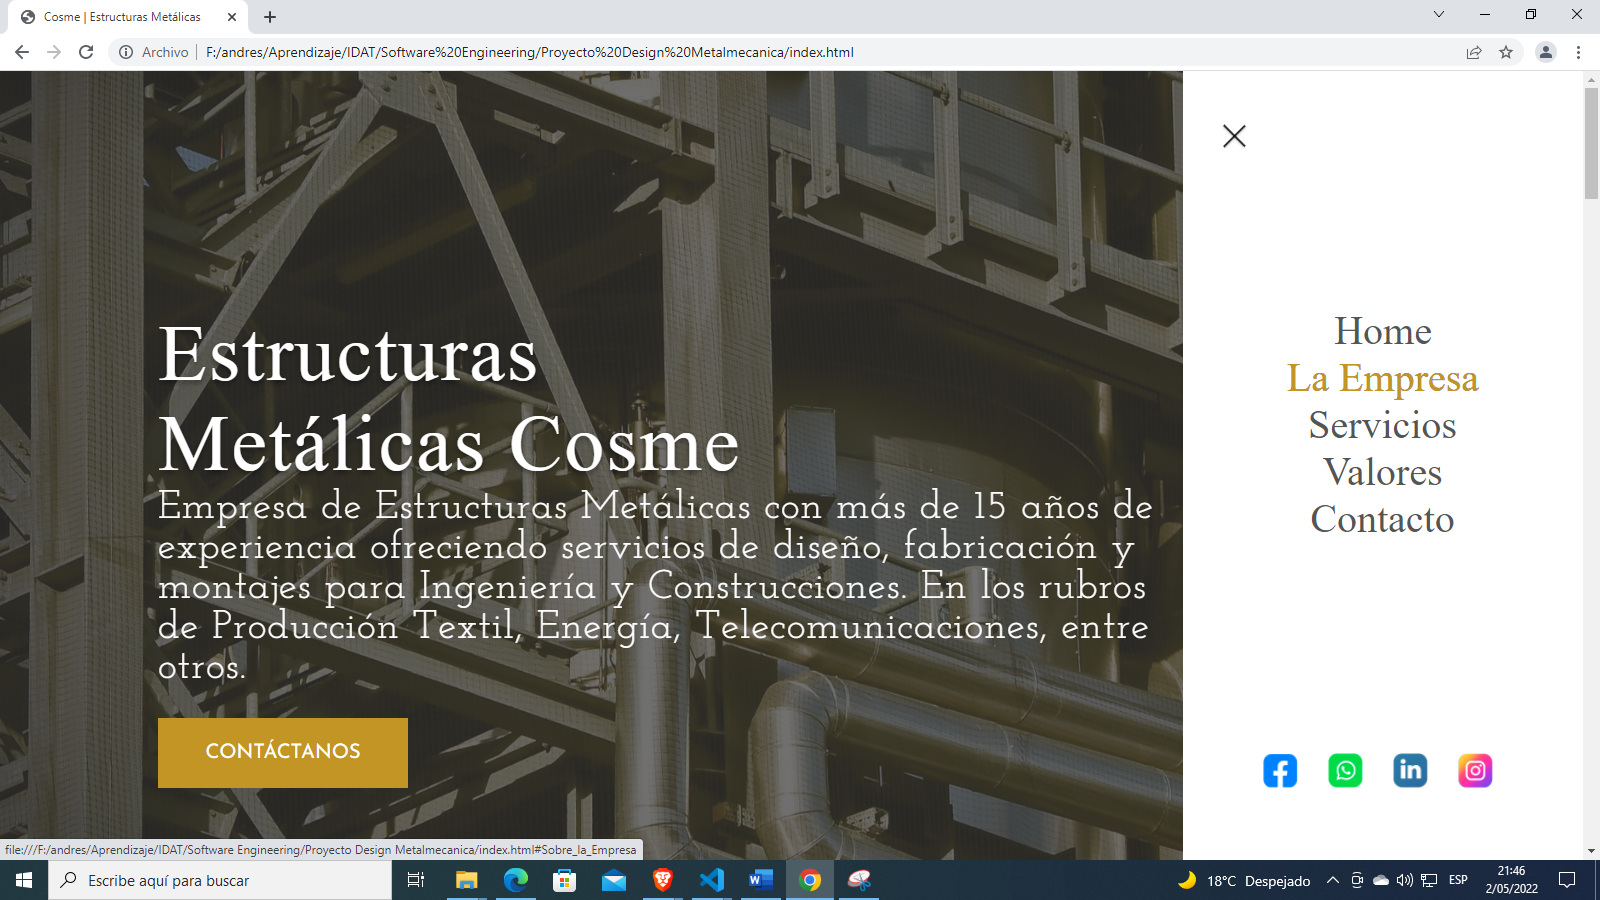 Cosme | Estructuras Metálicas
Archivo
F:/andres/Aprendizaje/IDAT/Software%20Engineering/Proyecto%20Design%20Metalmecanica/index.html
Estructuras
Metálicas Cosme
Empresa de Estructuras Metálicas con más de 15 años de
experiencia ofreciendo servicios de diseño, fabricación y
montajes para Ingeniería y Construcciones. En los rubros
de Producción Textil, Energía, Telecomunicaciones, entre
otros.
CONTÁCTANOS
Home
La Empresa
Servicios
Valores
Contacto
file:///F:/andres/Aprendizaje/IDAT/Software Engineering/Proyecto Design Metalmecanica/index.html#Sobre_la_Empresa
Escribe aquí para buscar
18°C Despejado
ESP
21:46
2/05/2022